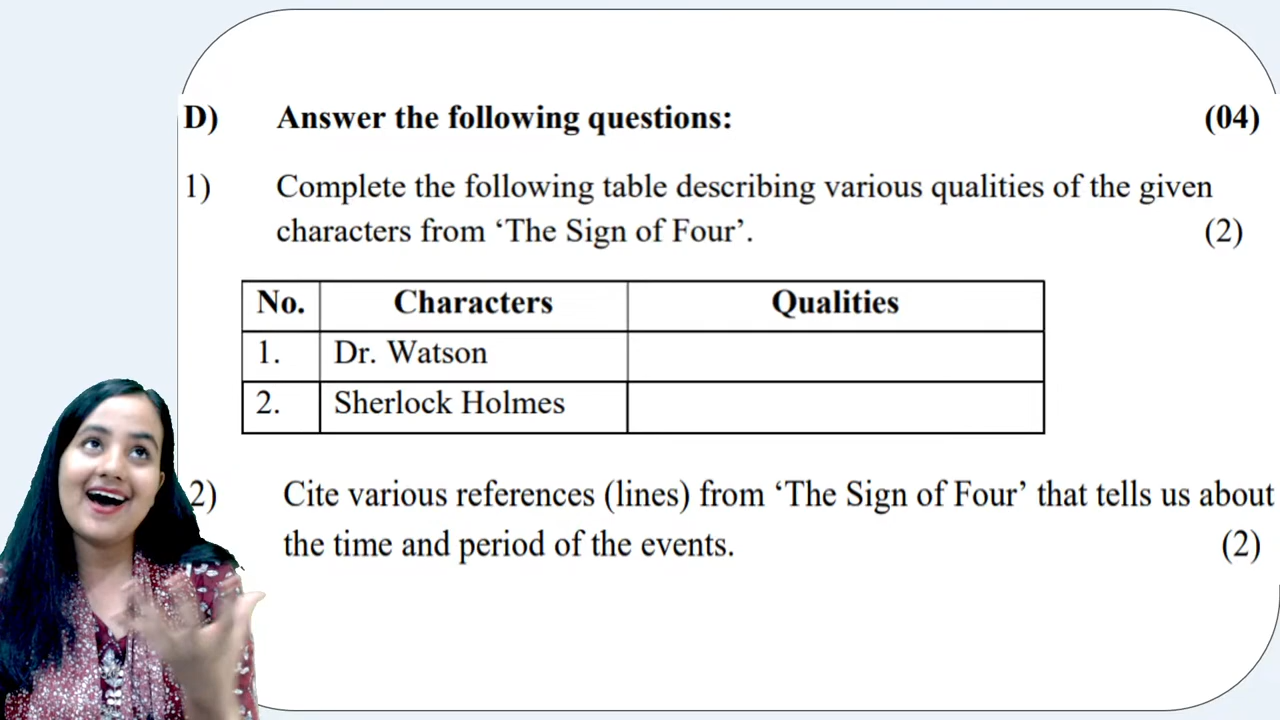 D) Answer the following questions: (04)
1) Complete the following table describing various qualities of the given
characters from ‘The Sign of Four’. (2)
No. Characters Qualities
1. Dr. Watson
2. Sherlock Holmes
2) Cite various references (lines) from ‘The Sign of Four’ that tells us about
the time and period of the events. (2)